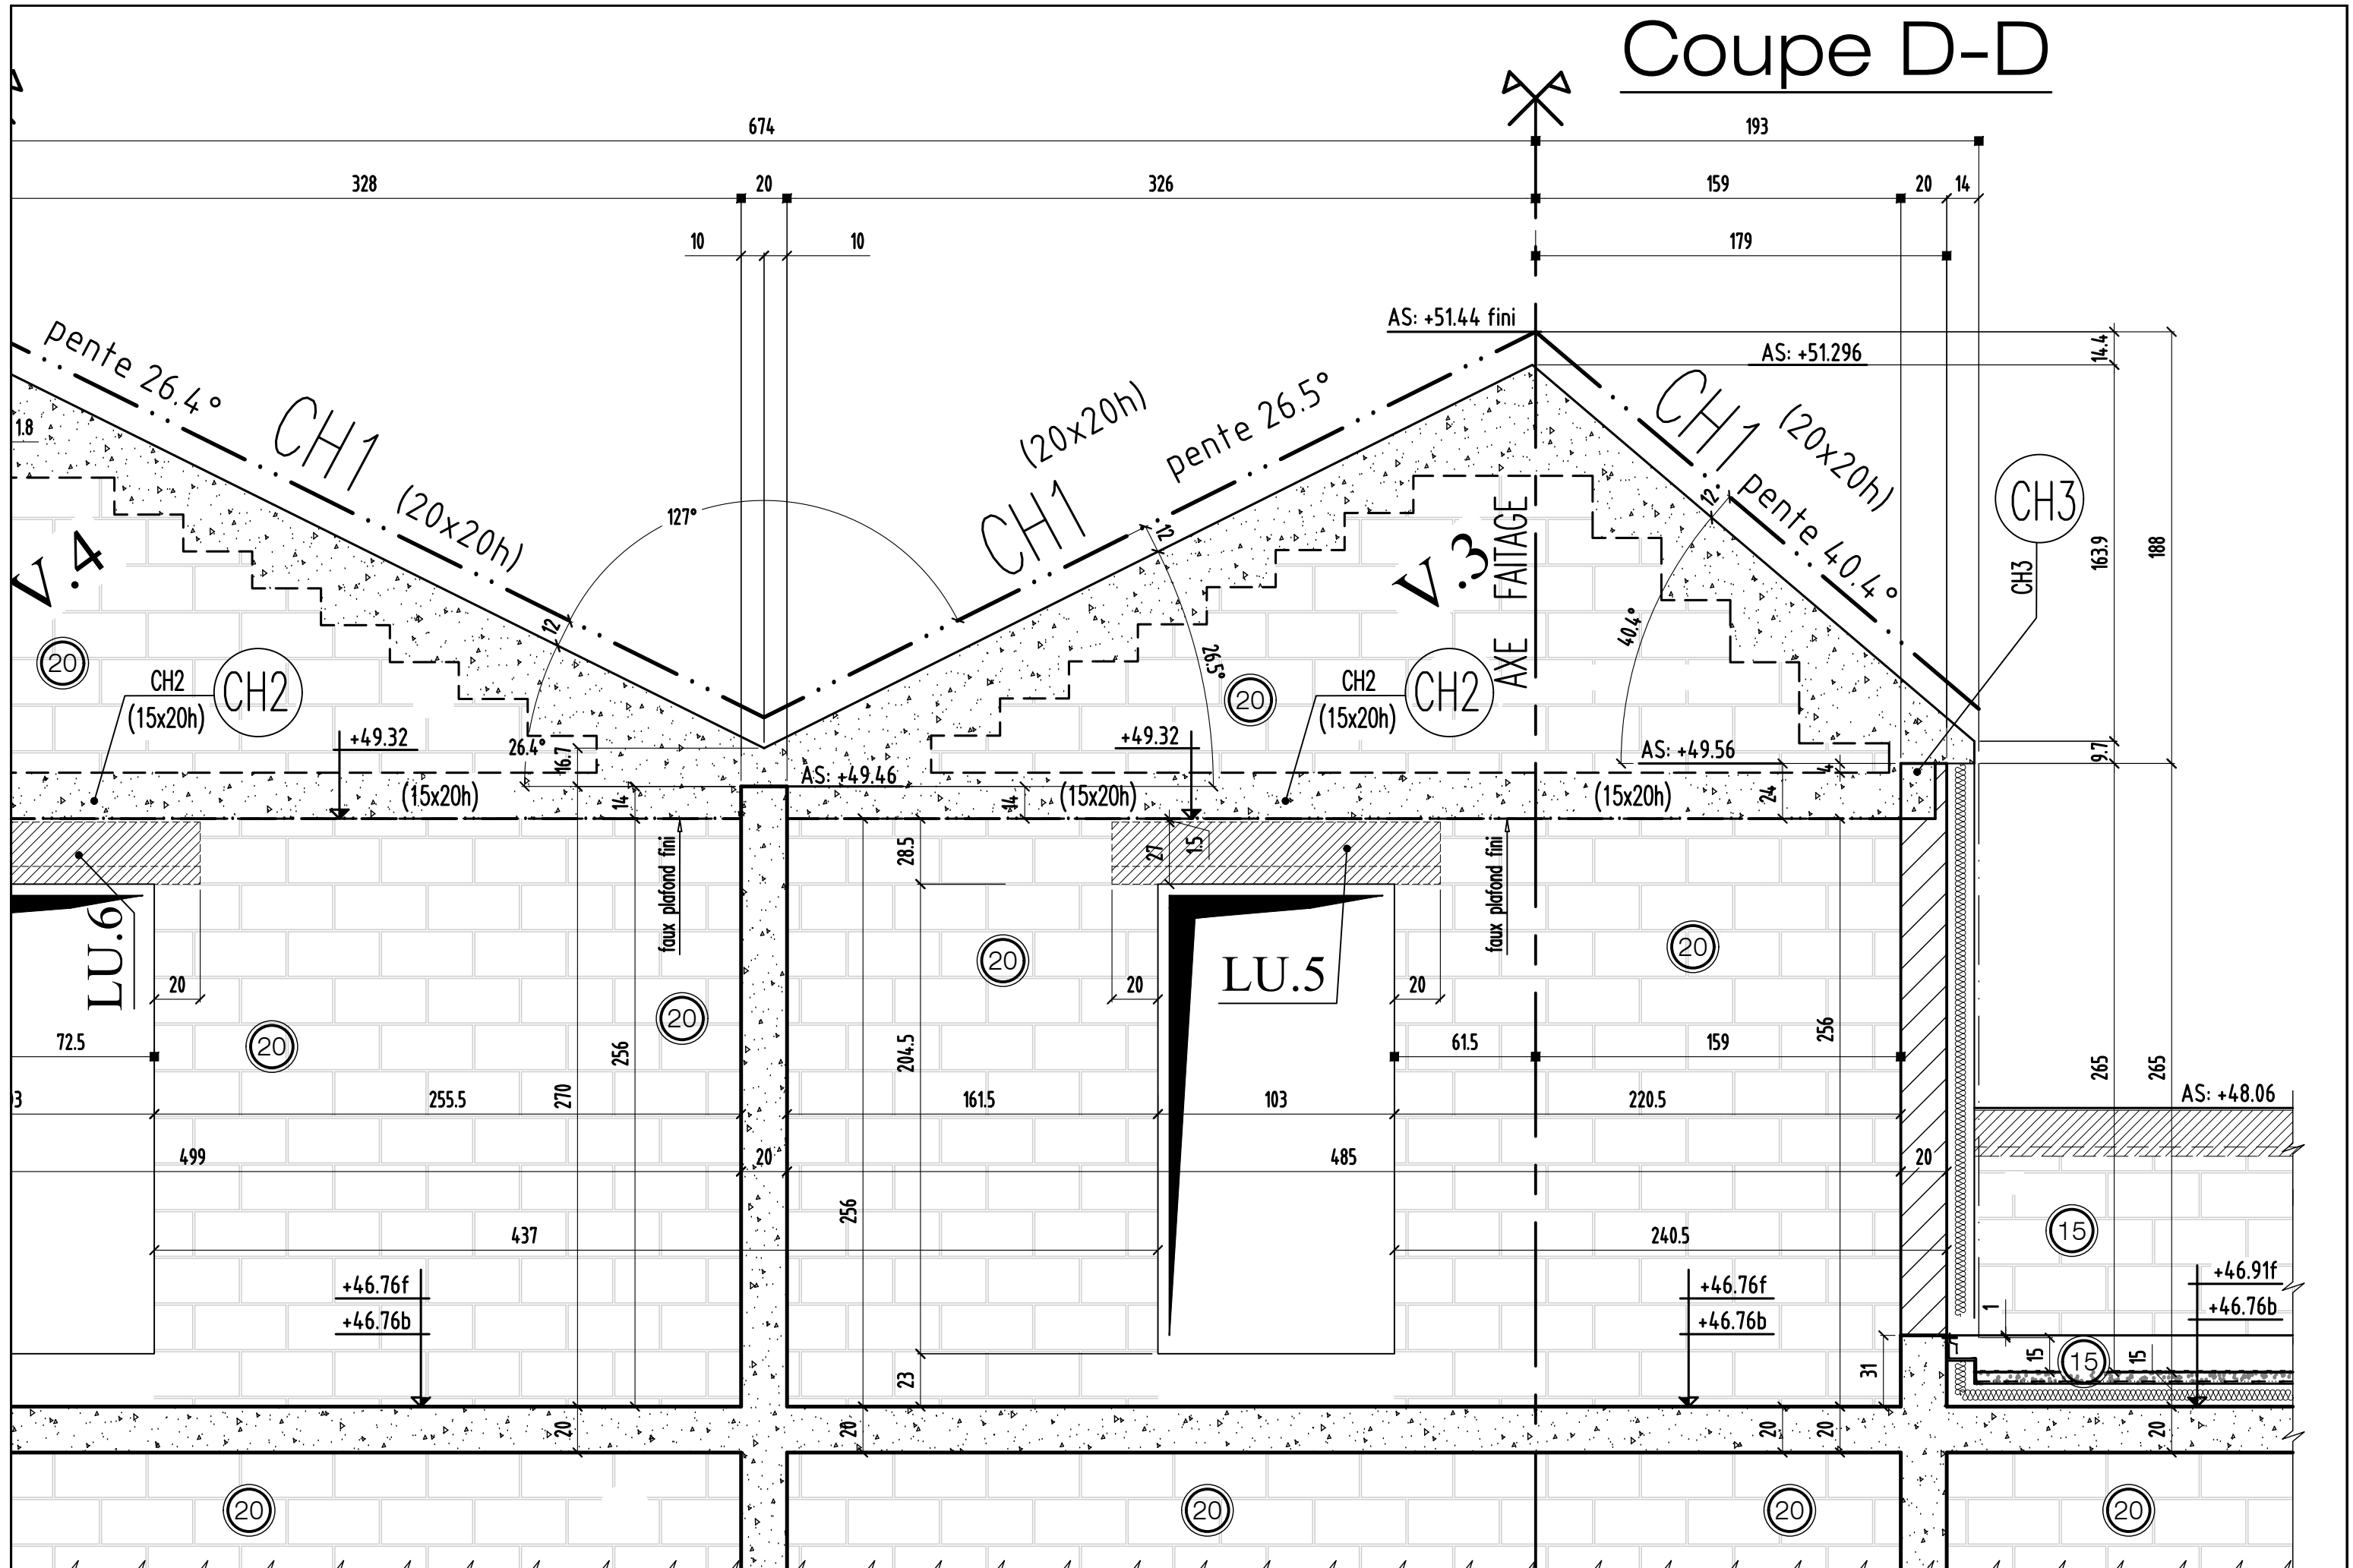 Coupe D-D
674
193
328
20
326
159
20
14
10
10
179
AS: +51.44 fini
AS: +51.296
14.4
pente 26.4°
CH1
(20x20h)
1.8
127°
(20x20h)
CH1
pente 26.5°
12
12
CH1
(20x20h)
pente 40.4°
12
CH3
CH3
163.9
188
V.4
V.3
AXE FAITAGE
40.4°
26.5°
20
20
CH2
(15x20h)
CH2
CH2
(15x20h)
CH2
+49.32
26.4°
16.7
+49.32
AS: +49.56
9.7
4
AS: +49.46
(15x20h)
14
14
(15x20h)
(15x20h)
24
faux plafond fini
28.5
27
1.5
faux plafond fini
LU.6
20
20
20
LU.5
20
20
20
20
20
72.5
256
270
204.5
61.5
159
256
265
265
AS: +48.06
255.5
161.5
103
220.5
499
20
485
20
437
256
240.5
15
+46.76f
+46.76b
+46.76f
+46.76b
+46.91f
+46.76b
1
31
15
15
15
23
20
20
20
20
20
20
20
20
20